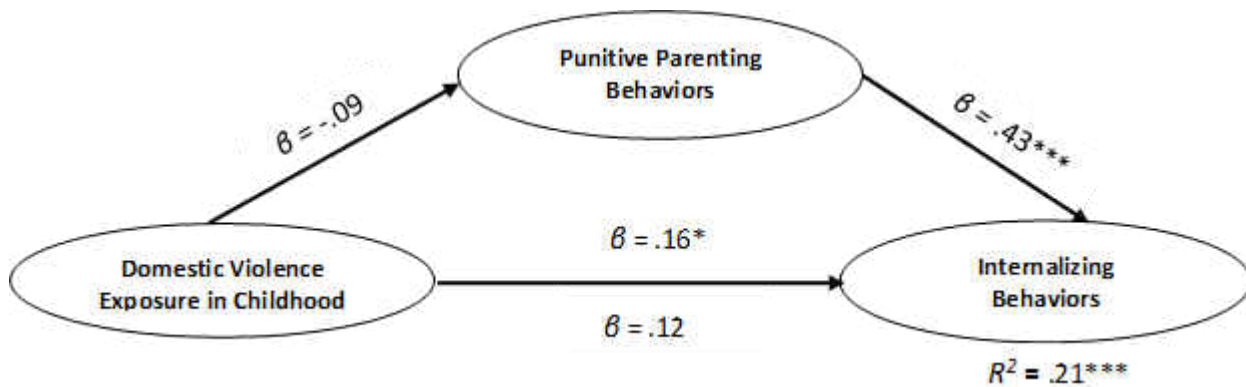 Punitive Parenting
Behaviors
β = -.09
β = .43***
β = .16*
Domestic Violence
Exposure in Childhood
Internalizing
Behaviors
β = .12
R² = .21***